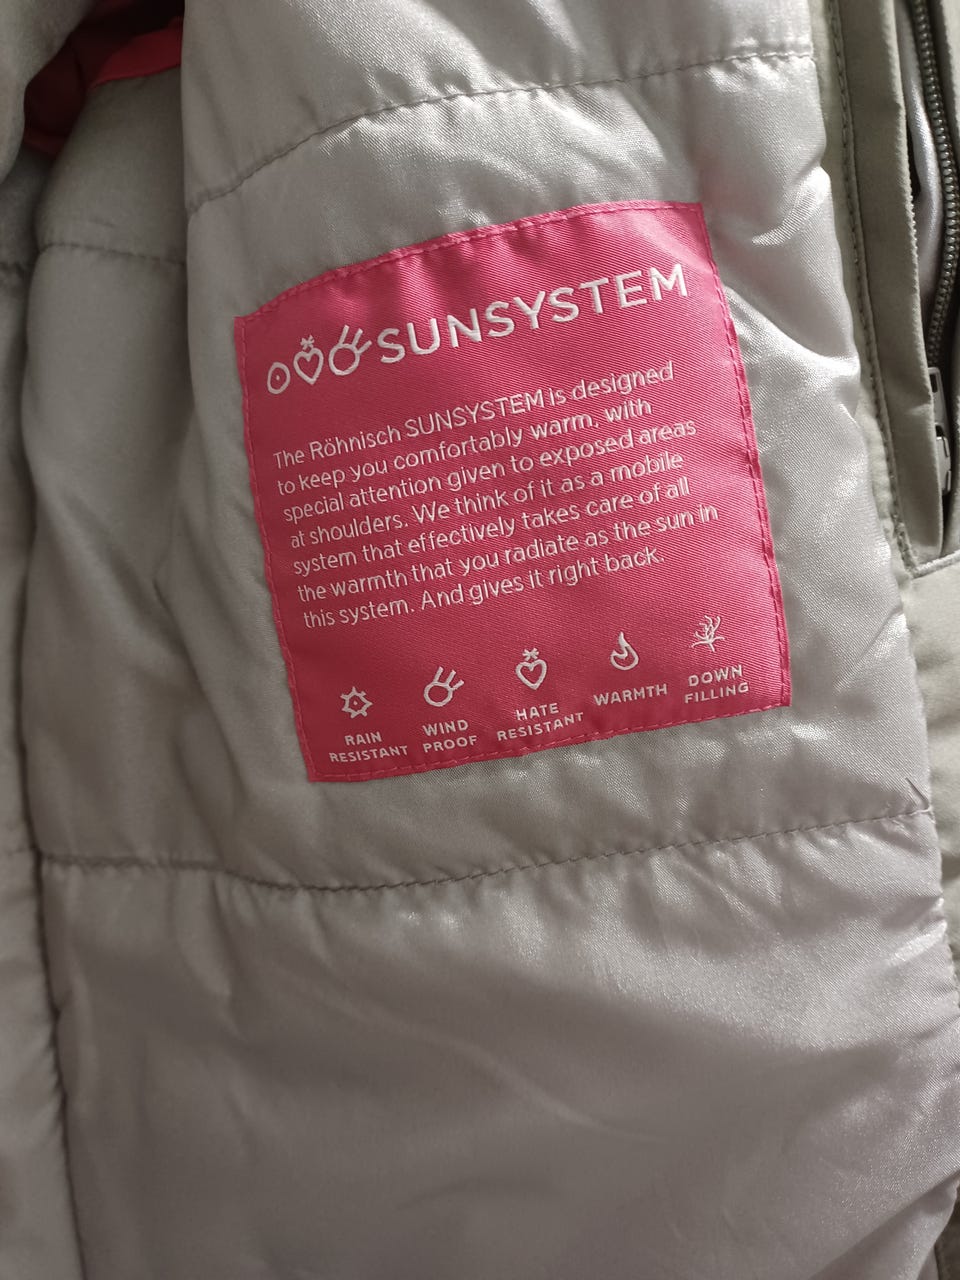 SUNSYSTEM
The Röhnisch SUNSYSTEM is designed
to keep you comfortably warm, with
special attention given to exposed areas
at shoulders. We think of it as a mobile
system that effectively takes care of all
the warmth that you radiate as the sun in
this system. And gives it right back.
RAIN
RESISTANT
WIND
PROOF
HATE
RESISTANT
WARMTH
DOWN
FILLING